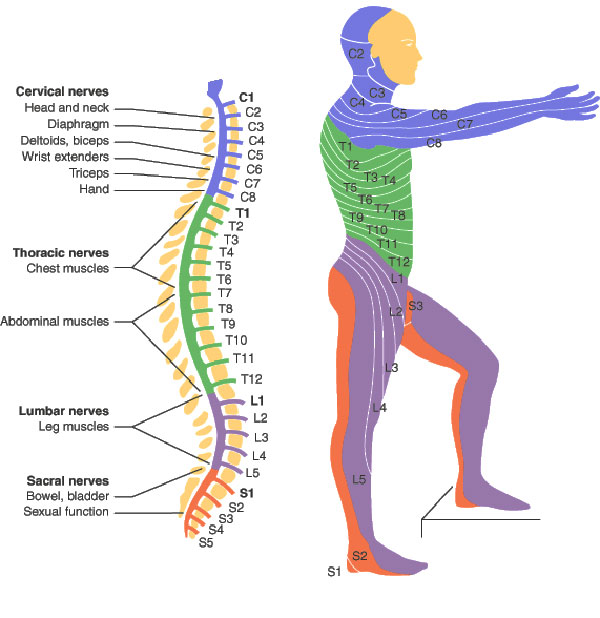 Cervical nerves
Head and neck
Diaphragm
Deltoids, biceps
Wrist extenders
Triceps
Hand
Thoracic nerves
Chest muscles
Abdominal muscles
Lumbar nerves
Leg muscles
Sacral nerves
Bowel, bladder
Sexual function
C1
C2
C3
C4
C5
C6
C7
C8
T1
T2
T3
T4
T5
T6
T7
T8
T9
T10
T11
T12
L1
L2
L3
L4
L5
S1
S2
S3
S4
S5
C2
C3
C4
C5
C6
C7
C8
T1
T2
T3
T4
T5
T6
T7
T8
T9
T10
T11
T12
L1
S3
L2
L3
L4
L5
S2
S1